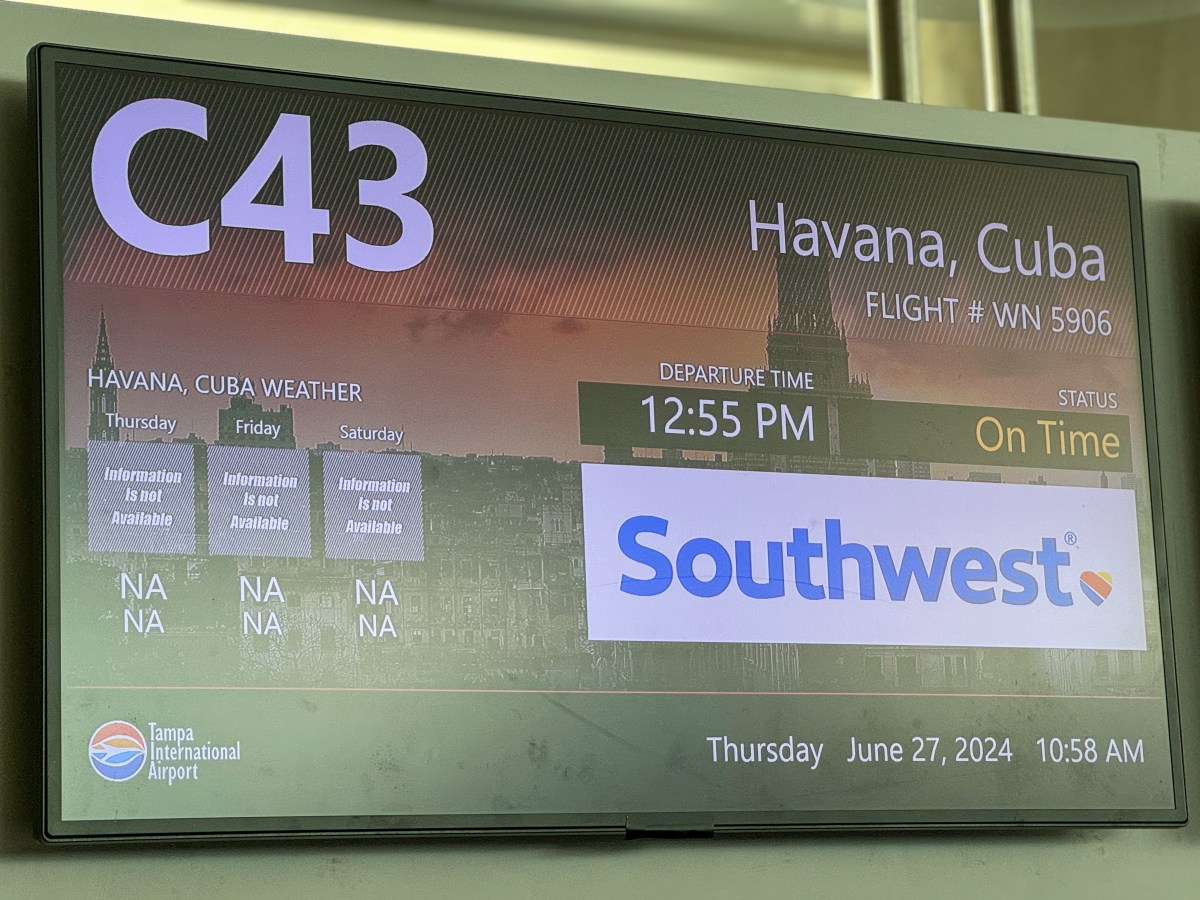 C43
Havana, Cuba
FLIGHT # WN 5906
HAVANA, CUBA WEATHER
Thursday
Information
Is not
Available
NA
NA
Friday
Information
Is not
Available
NA
NA
Saturday
Information
Is not
Available
NA
NA
DEPARTURE TIME
12:55 PM
STATUS
On Time
Southwest®
Tampa
International
Airport
Thursday June 27, 2024 10:58 AM